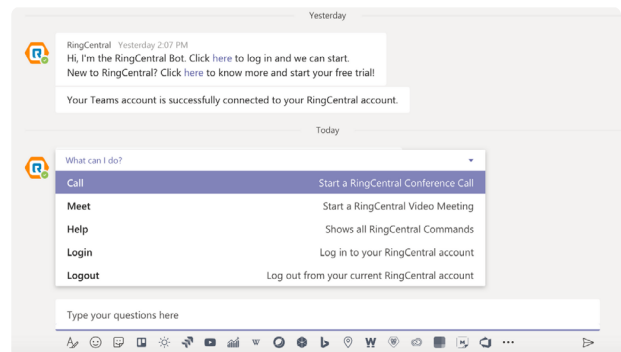 Yesterday
RingCentral Yesterday 2:07 PM
Hi, I'm the RingCentral Bot. Click here to log in and we can start.
New to RingCentral? Click here to know more and start your free trial!
Your Teams account is successfully connected to your RingCentral account.
Today
What can I do?
Call Start a RingCentral Conference Call
Meet Start a RingCentral Video Meeting
Help Shows all RingCentral Commands
Login Log in to your RingCentral account
Logout Log out from your current RingCentral account
Type your questions here